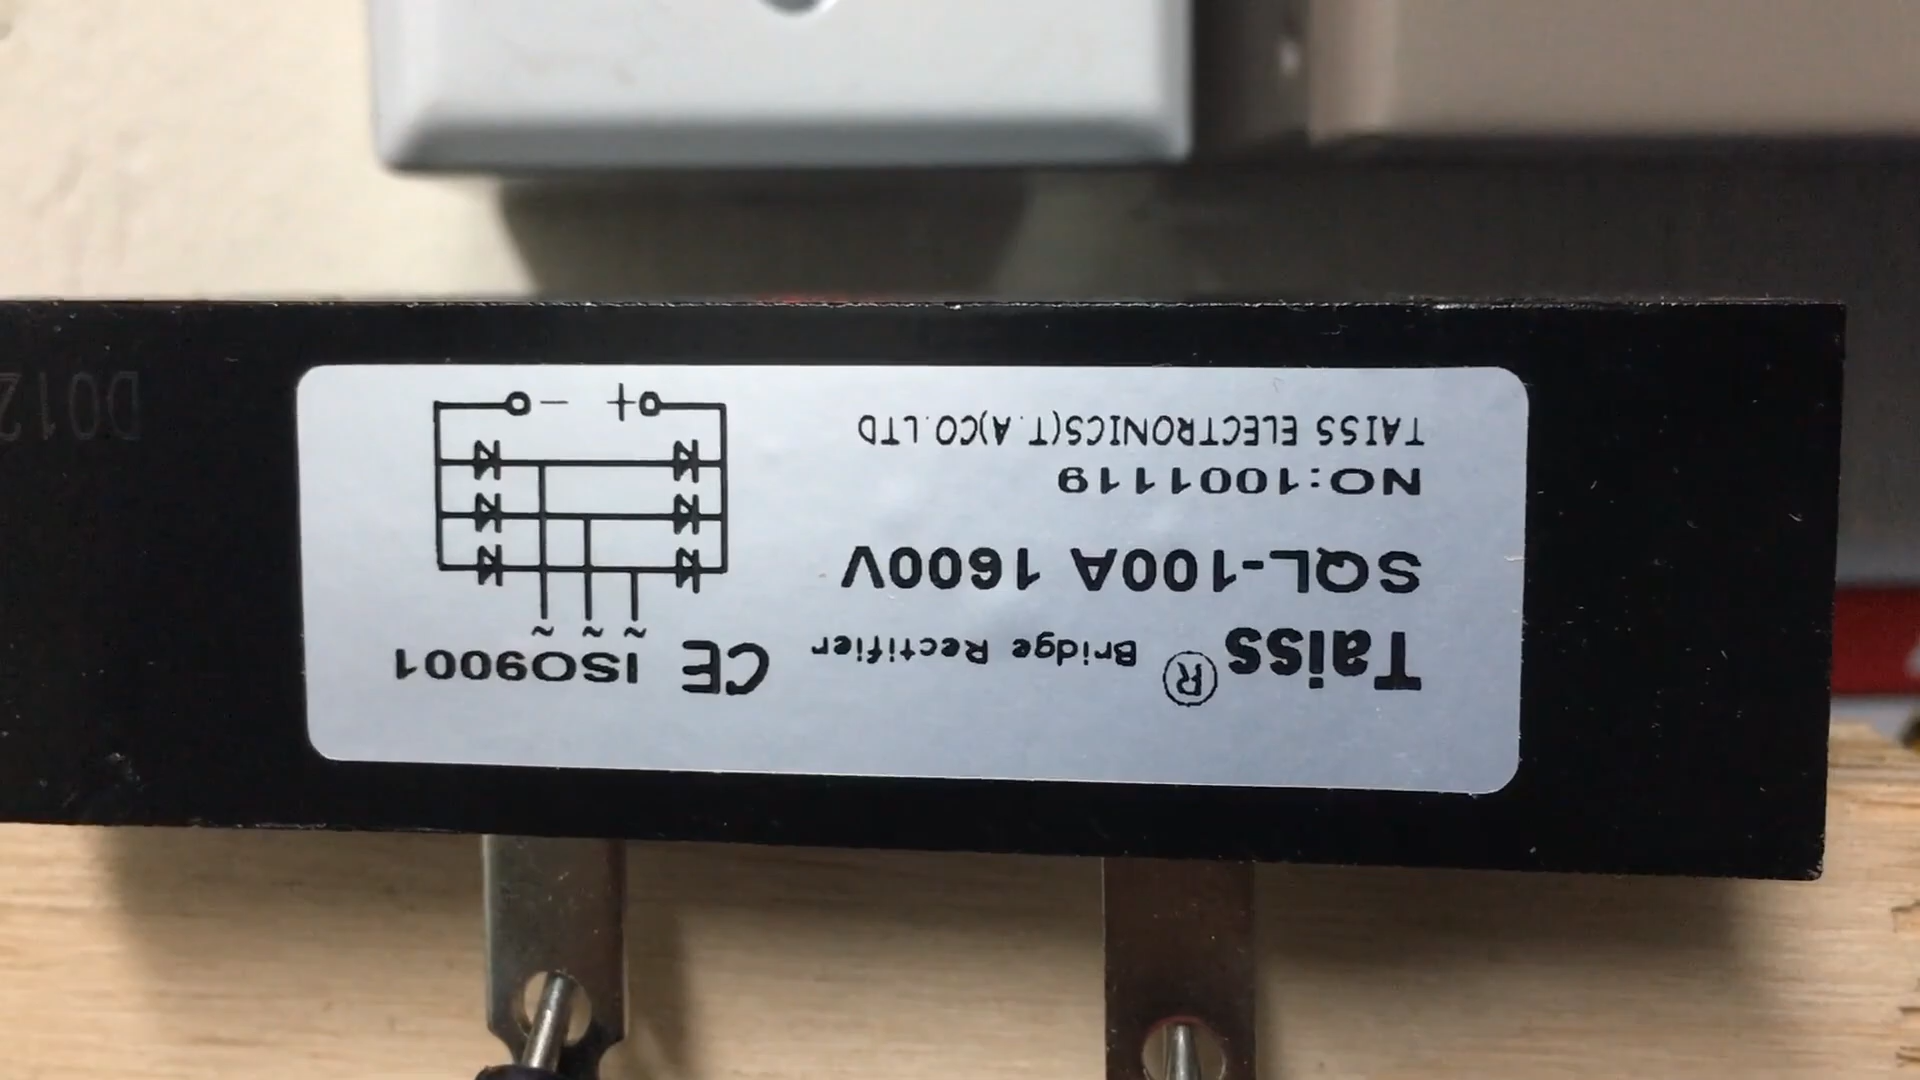 Taiss® Bridge Rectifier CE ISO9001
SQL-100A 1600V
NO:1001119
TAISS ELECTRONICS(T.A)CO.LTD
~ ~ ~
+ -